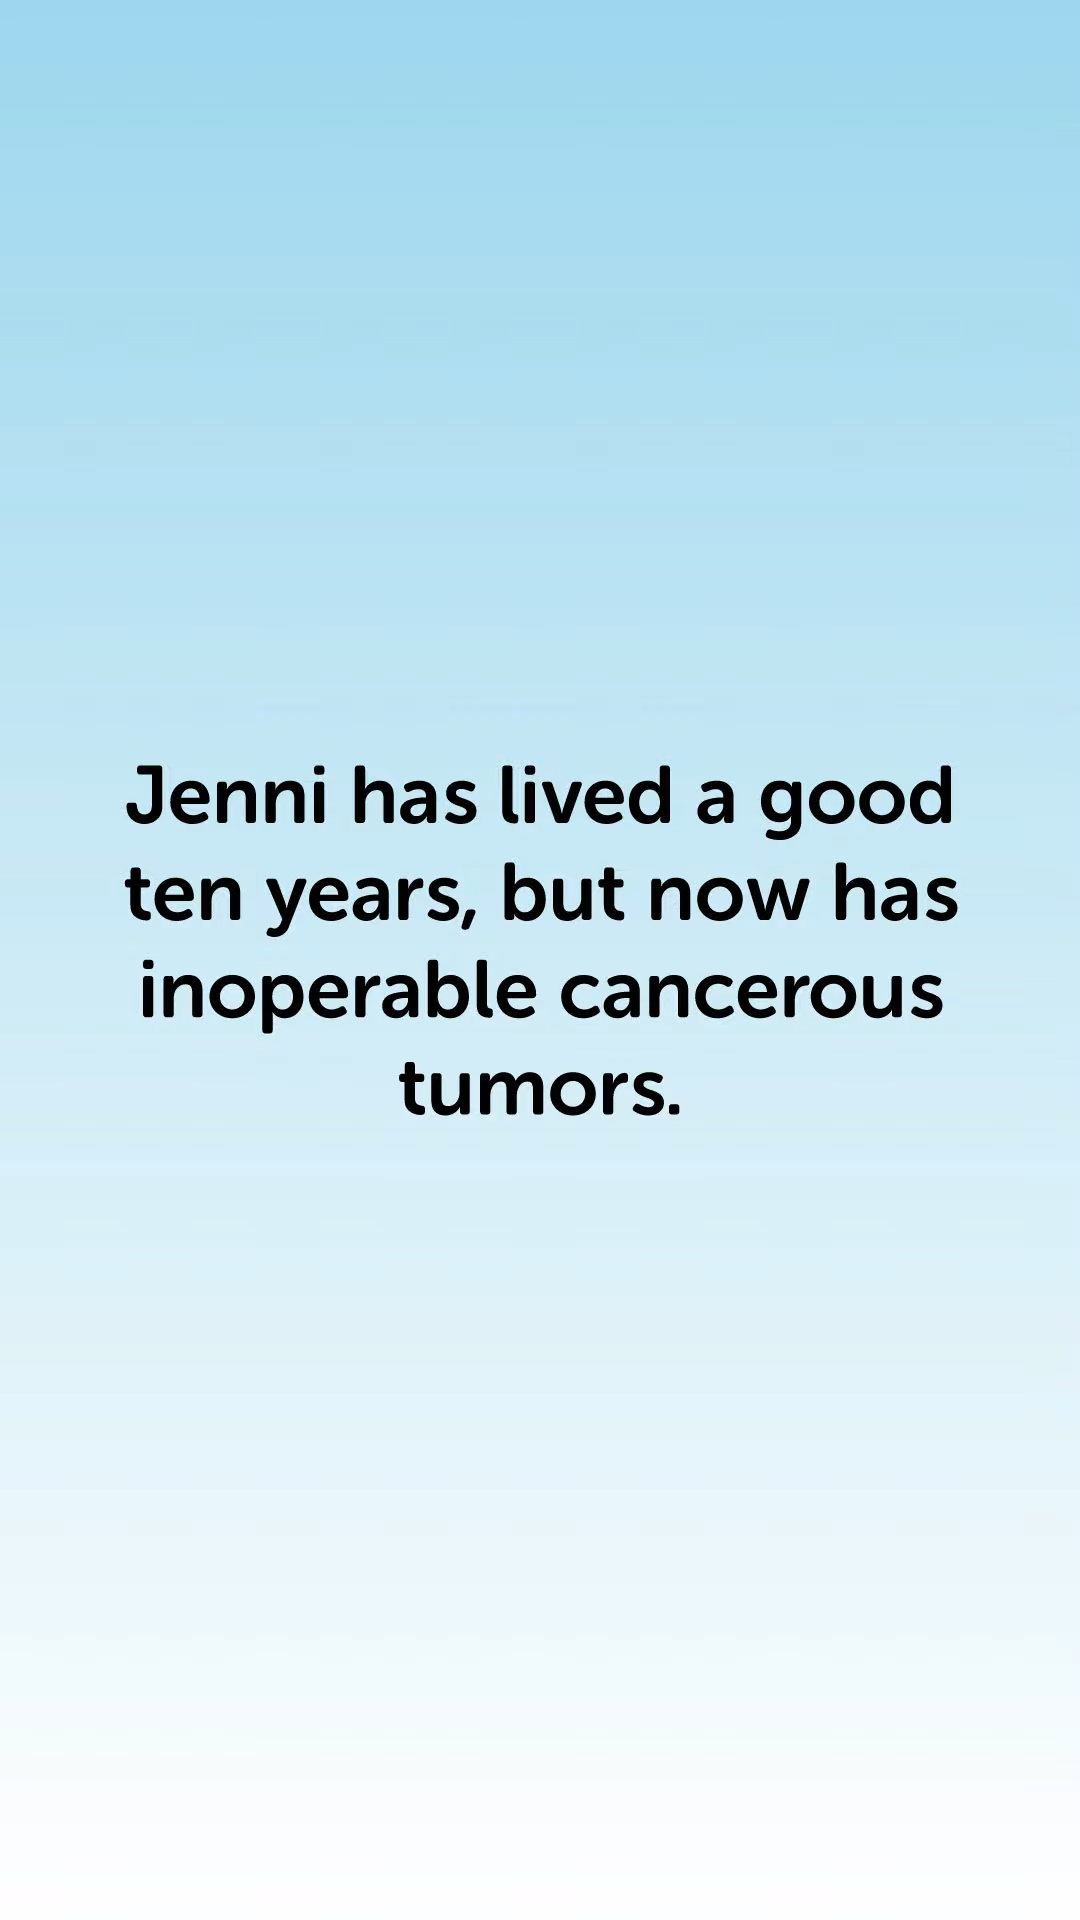 Jenni has lived a good
ten years, but now has
inoperable cancerous
tumors.